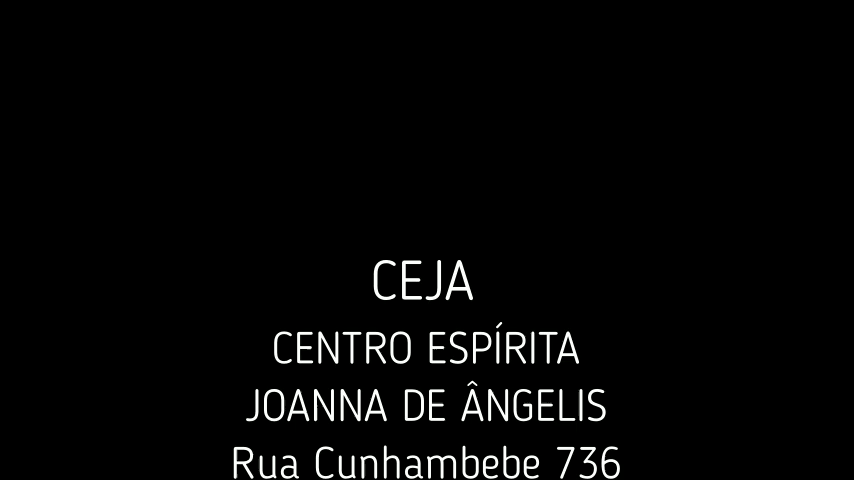 CEJA
CENTRO ESPÍRITA
JOANNA DE ÂNGELIS
Rua Cunhambebe 736